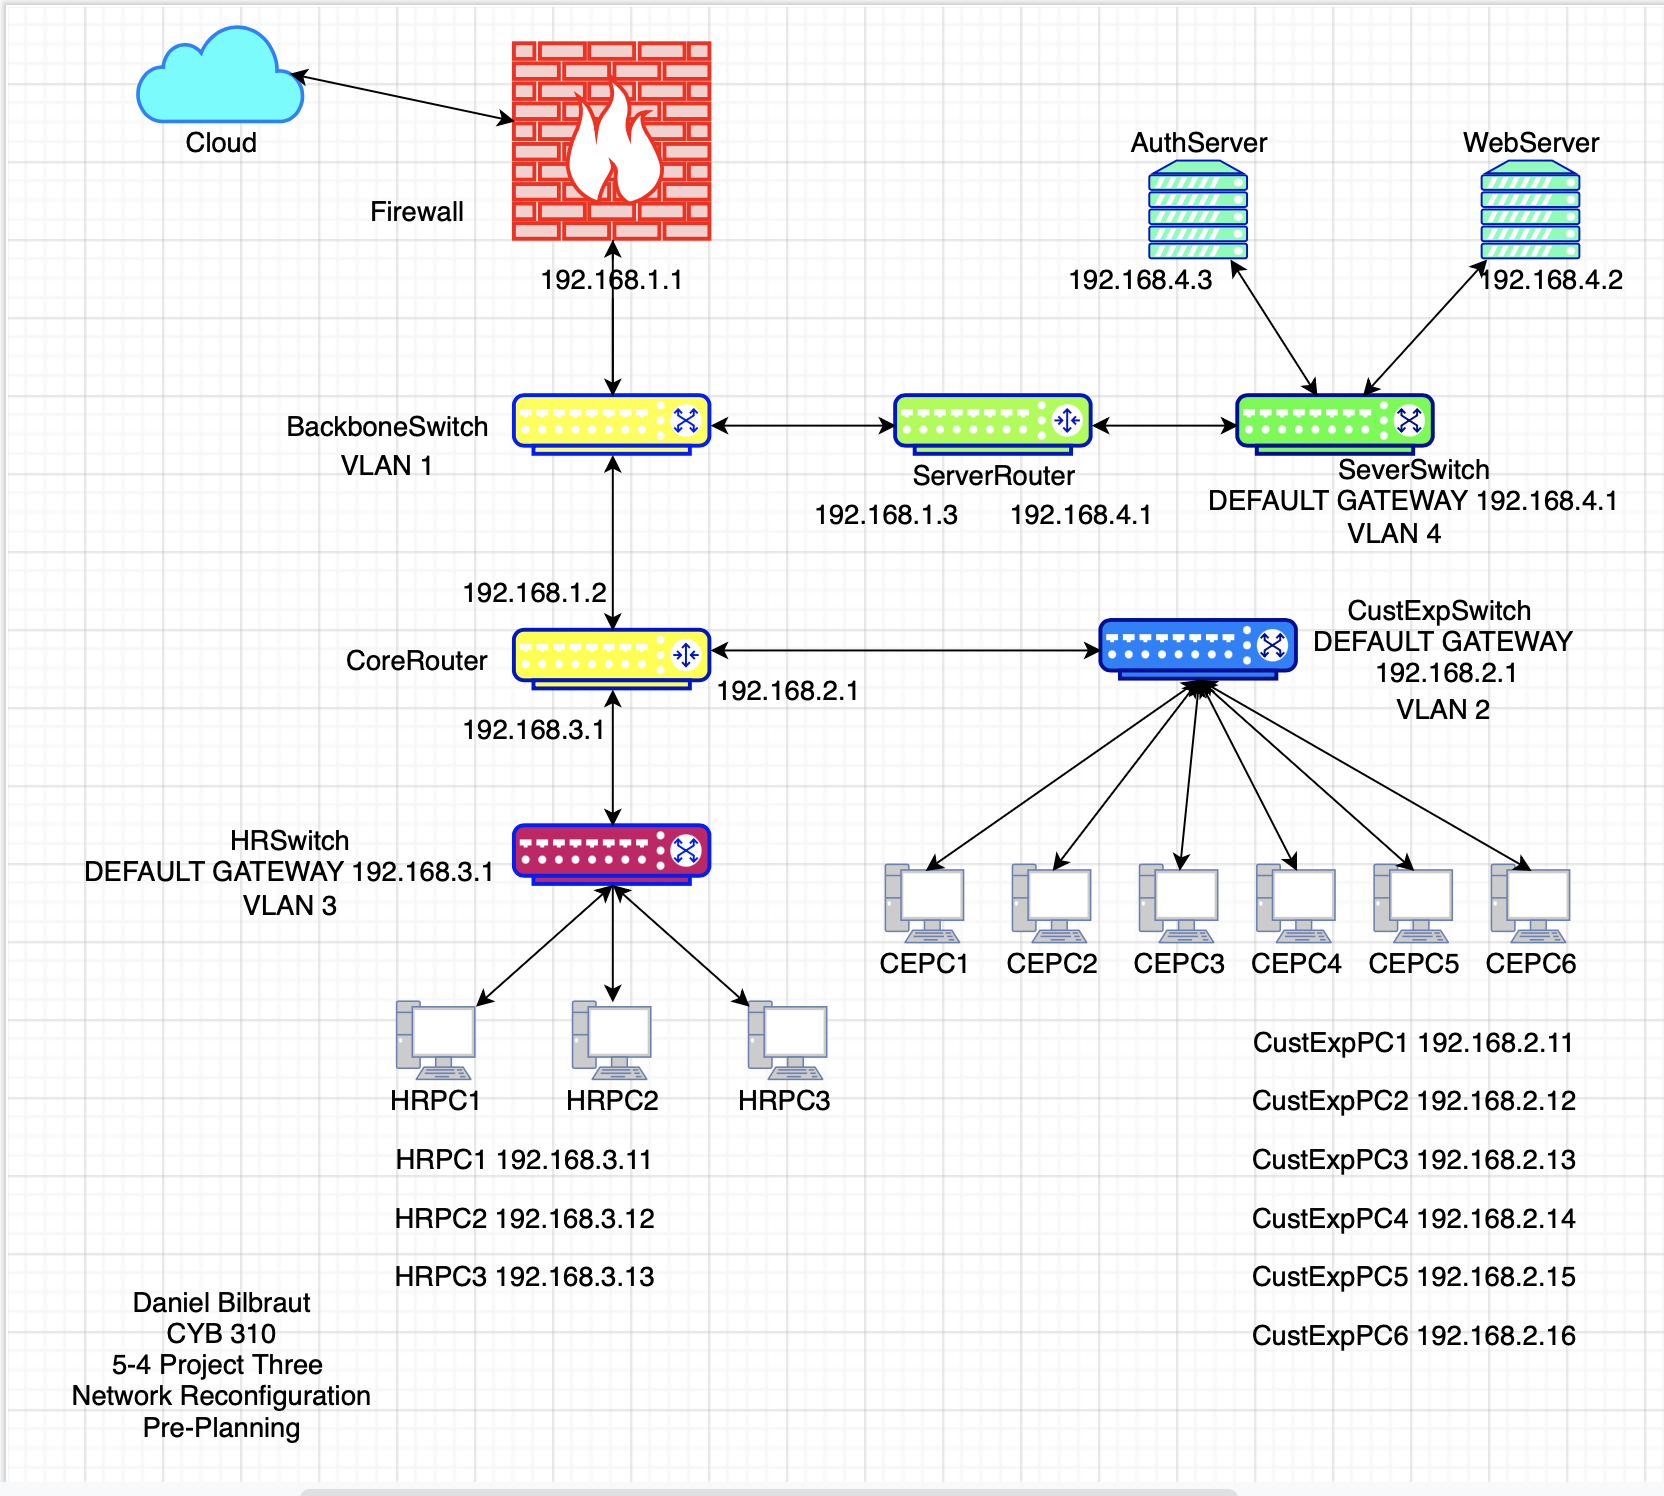 Cloud
Firewall
192.168.1.1
AuthServer
WebServer
192.168.4.3
192.168.4.2
BackboneSwitch
VLAN 1
ServerRouter
192.168.1.3
192.168.4.1
SeverSwitch
DEFAULT GATEWAY 192.168.4.1
VLAN 4
192.168.1.2
CoreRouter
192.168.2.1
192.168.3.1
CustExpSwitch
DEFAULT GATEWAY
192.168.2.1
VLAN 2
HRSwitch
DEFAULT GATEWAY 192.168.3.1
VLAN 3
CEPC1
CEPC2
CEPC3
CEPC4
CEPC5
CEPC6
HRPC1
HRPC2
HRPC3
HRPC1 192.168.3.11
HRPC2 192.168.3.12
HRPC3 192.168.3.13
CustExpPC1 192.168.2.11
CustExpPC2 192.168.2.12
CustExpPC3 192.168.2.13
CustExpPC4 192.168.2.14
CustExpPC5 192.168.2.15
CustExpPC6 192.168.2.16
Daniel Bilbraut
CYB 310
5-4 Project Three
Network Reconfiguration
Pre-Planning